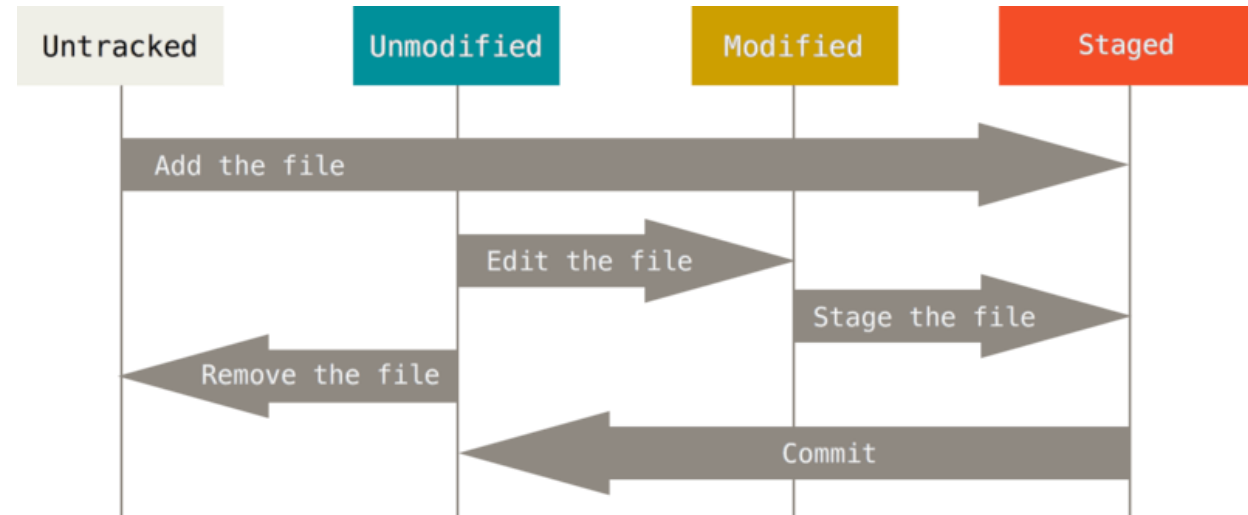 Untracked
Unmodified
Modified
Staged
Add the file
Edit the file
Stage the file
Remove the file
Commit